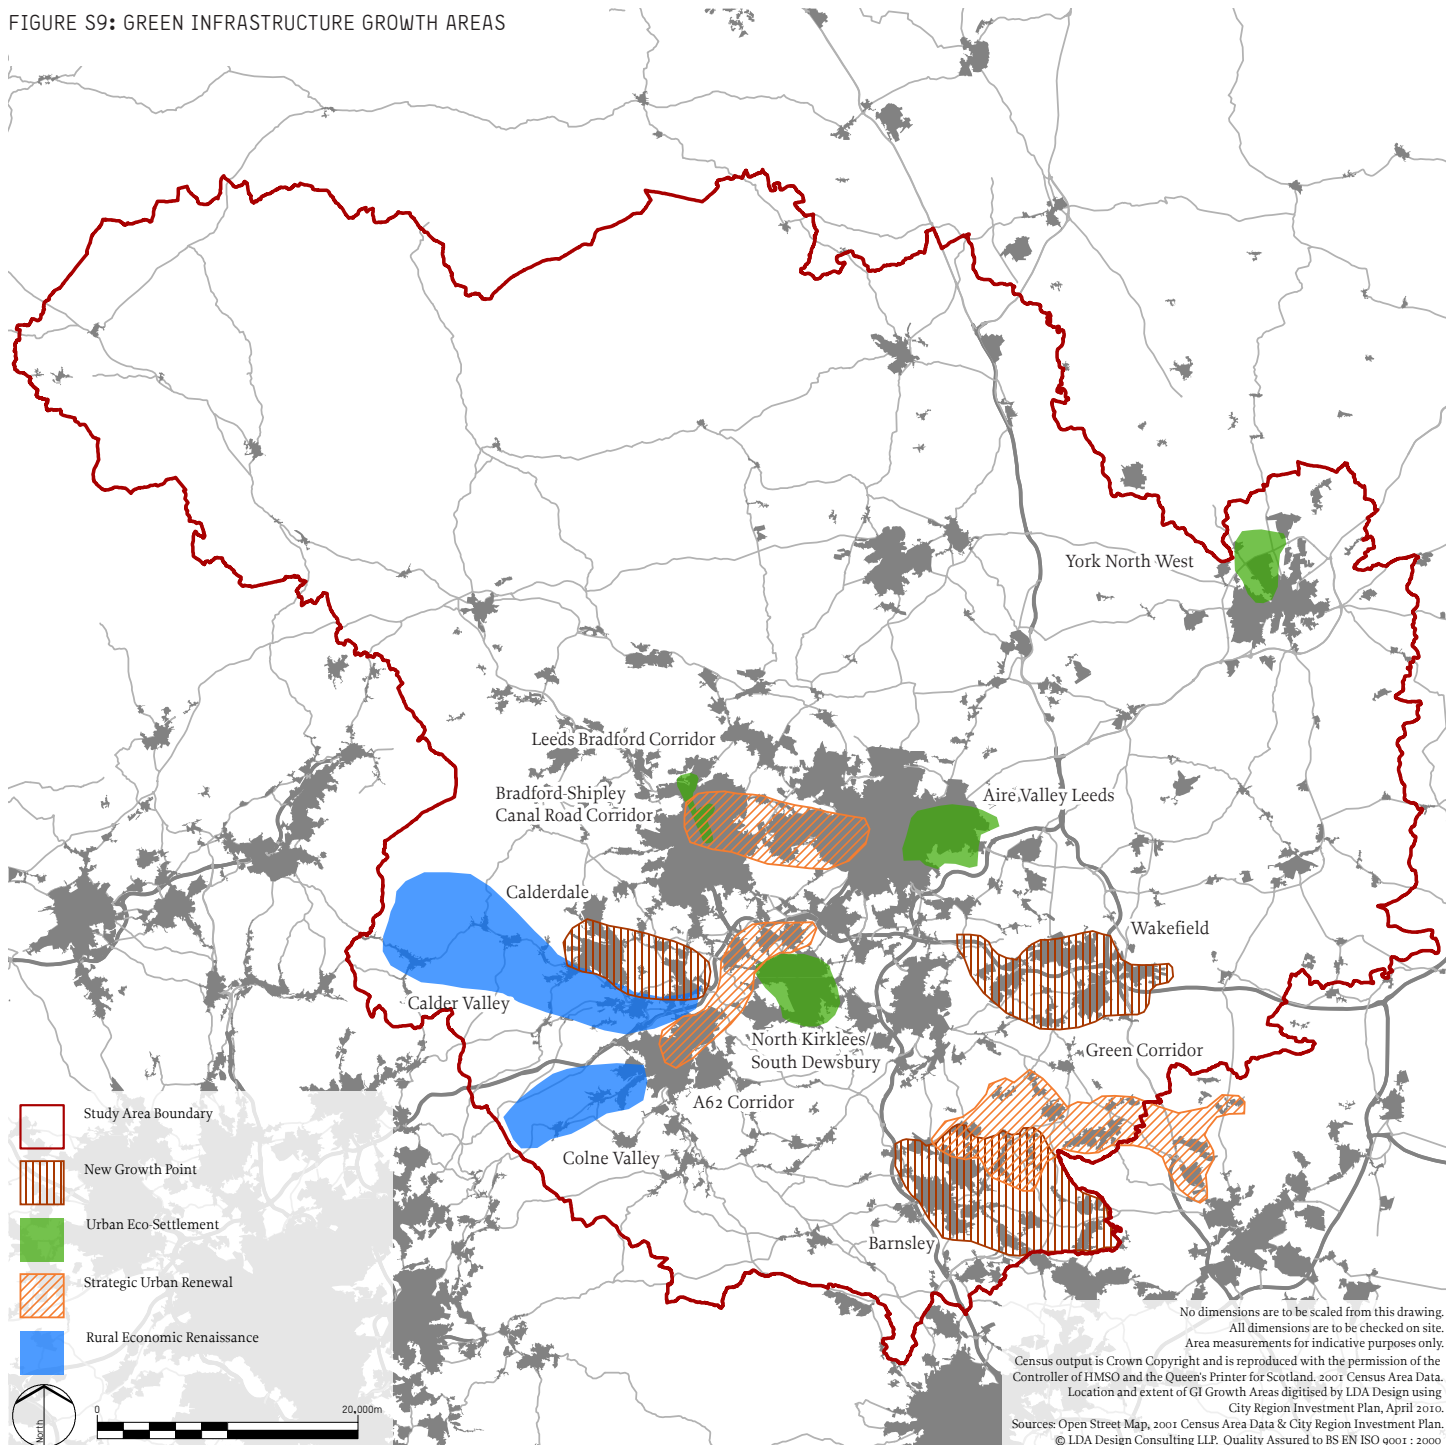 FIGURE S9: GREEN INFRASTRUCTURE GROWTH AREAS
York North West
Leeds Bradford Corridor
Bradford-Shipley
Canal Road Corridor
Aire Valley Leeds
Calderdale
Wakefield
Calder Valley
North Kirklees/
South Dewsbury
Green Corridor
A62 Corridor
Colne Valley
Barnsley
Study Area Boundary
New Growth Point
Urban Eco-Settlement
Strategic Urban Renewal
Rural Economic Renaissance
North
0
20,000m
No dimensions are to be scaled from this drawing.
All dimensions are to be checked on site.
Area measurements for indicative purposes only.
Census output is Crown Copyright and is reproduced with the permission of the
Controller of HMSO and the Queen's Printer for Scotland. 2001 Census Area Data.
Location and extent of GI Growth Areas digitised by LDA Design using
City Region Investment Plan, April 2010.
Sources: Open Street Map, 2001 Census Area Data & City Region Investment Plan.
© LDA Design Consulting LLP. Quality Assured to BS EN ISO 9001 : 2000